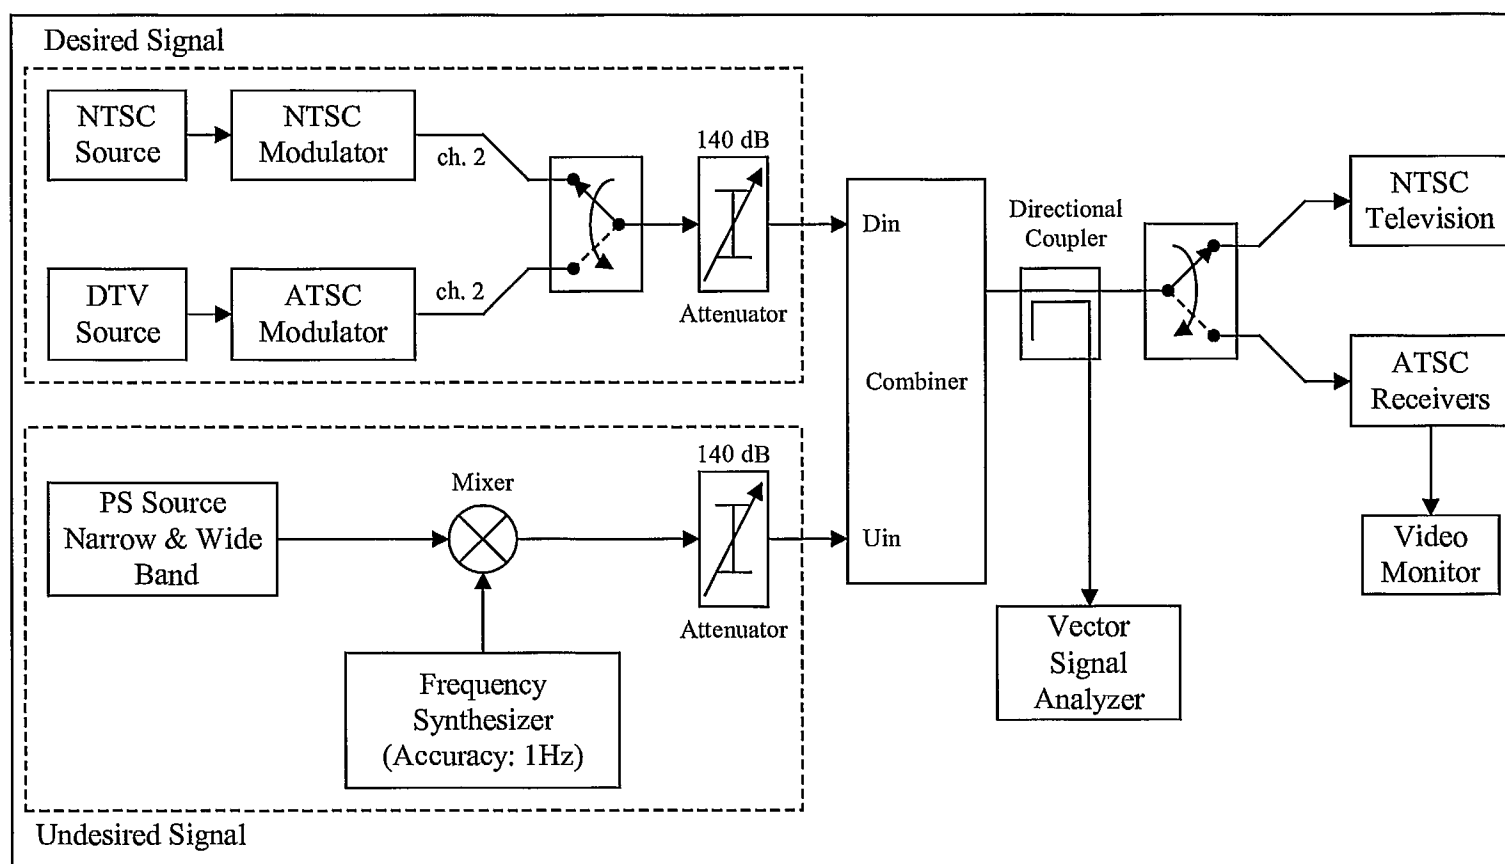 Desired Signal
NTSC
Source
NTSC
Modulator
ch. 2
140 dB
Attenuator
DTV
Source
ATSC
Modulator
ch. 2
Din
Combiner
Uin
Directional
Coupler
NTSC
Television
ATSC
Receivers
Video
Monitor
Vector
Signal
Analyzer
PS Source
Narrow & Wide
Band
Mixer
140 dB
Attenuator
Frequency
Synthesizer
(Accuracy: 1Hz)
Undesired Signal